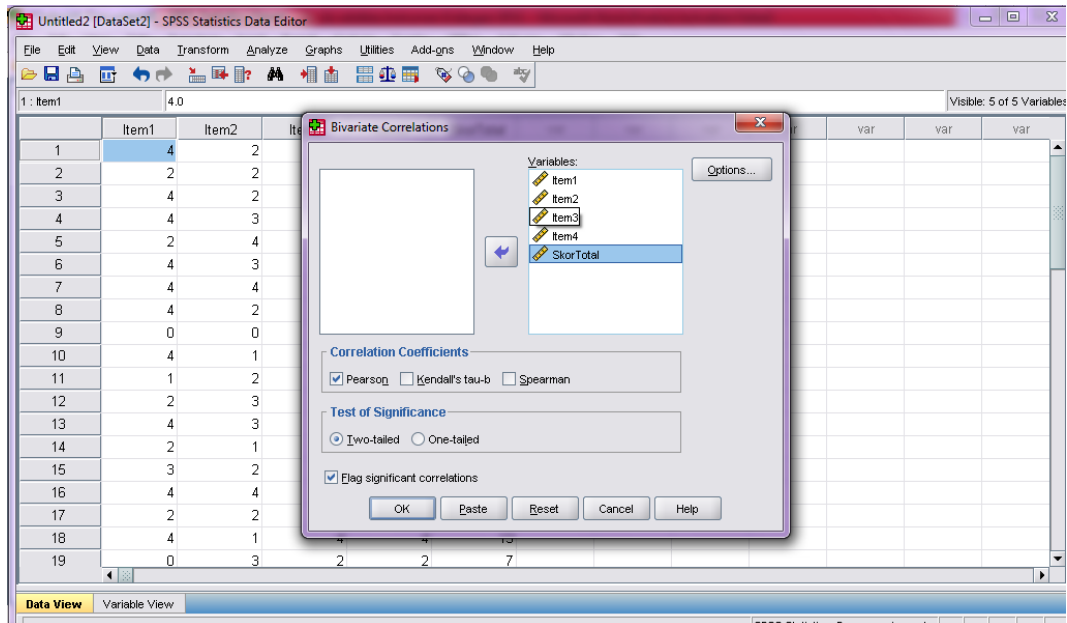 Untitled2 [DataSet2] - SPSS Statistics Data Editor
File Edit View Data Transform Analyze Graphs Utilities Add-ons Window Help
1 : Item1 4.0 Visible: 5 of 5 Variables
Item1 Item2 var var var
1 4 2
2 2 2
3 4 2
4 4 3
5 2 4
6 4 3
7 4 4
8 4 2
9 0 0
10 4 1
11 1 2
12 2 3
13 4 3
14 2 1
15 3 2
16 4 4
17 2 2
18 4 1
19 0 3 2 2 7
Bivariate Correlations
Variables:
Item1
Item2
Item3
Item4
SkorTotal
Options...
Correlation Coefficients
Pearson Kendall's tau-b Spearman
Test of Significance
Two-tailed One-tailed
Flag significant correlations
OK Paste Reset Cancel Help
Data View Variable View